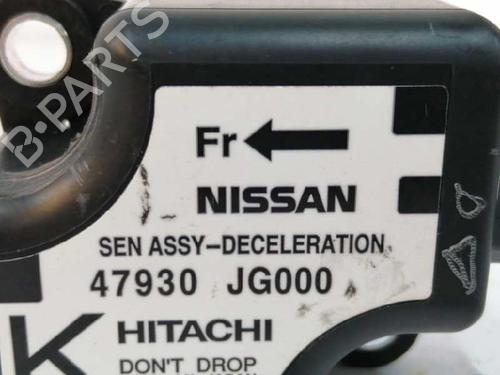 B-PARTS
Fr
NISSAN
SEN ASSY-DECELERATION
47930 JG000
K HITACHI
DON'T DROP